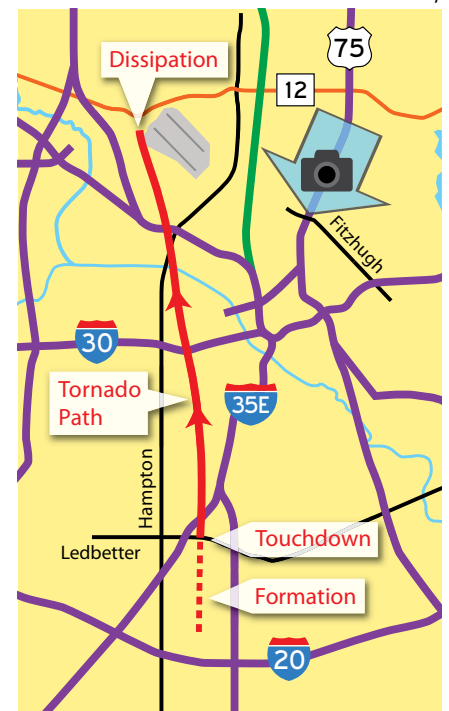 Dissipation
75
12
Fitzhugh
30
Tornado
Path
35E
Hampton
Touchdown
Ledbetter
Formation
20